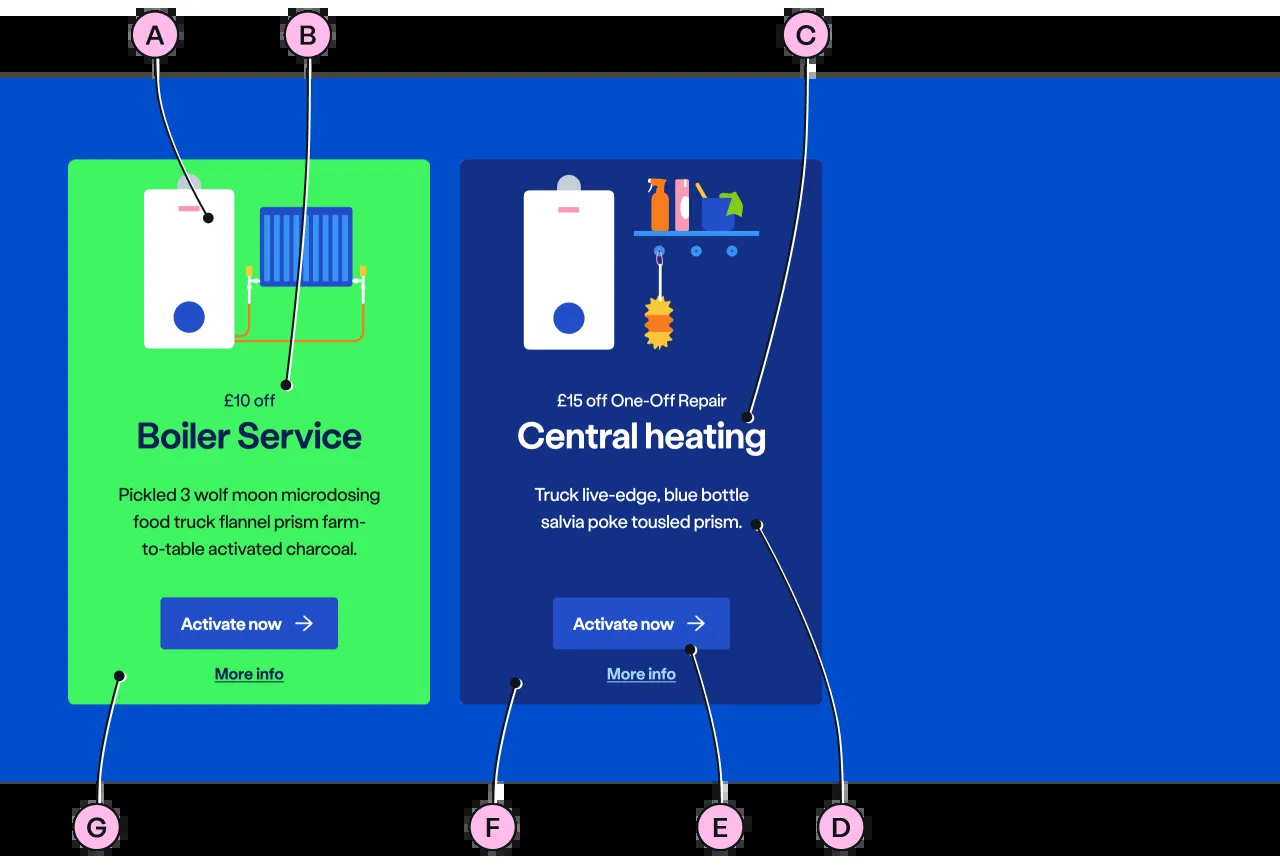 A
B
C
£10 off
Boiler Service
Pickled 3 wolf moon microdosing
food truck flannel prism farm-
to-table activated charcoal.
Activate now
More info
£15 off One-Off Repair
Central heating
Truck live-edge, blue bottle
salvia poke tousled prism.
Activate now
More info
G
F
E
D